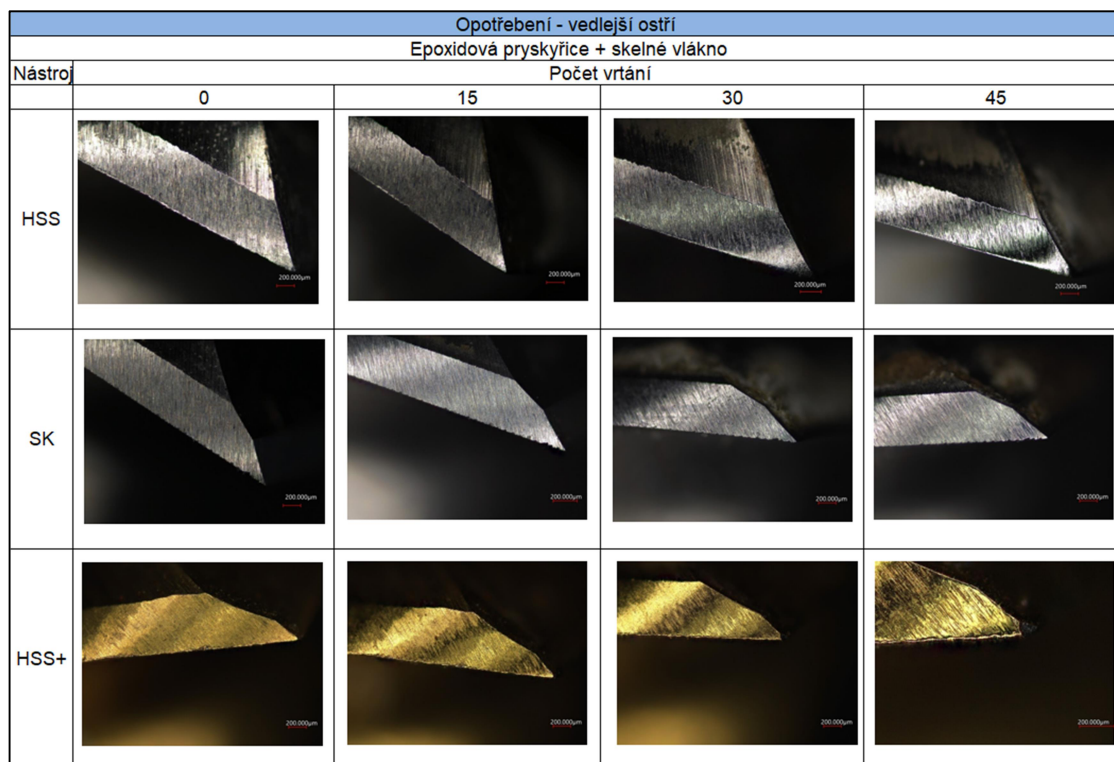 Opotřebení - vedlejší ostří
Epoxidová pryskyřice + skelné vlákno
Nástroj Počet vrtání
0 15 30 45
HSS
200.000µm 200.000µm 200.000µm 200.000µm
SK
200.000µm 200.000µm 200.000µm 200.000µm
HSS+
200.000µm 200.000µm 200.000µm 200.000µm